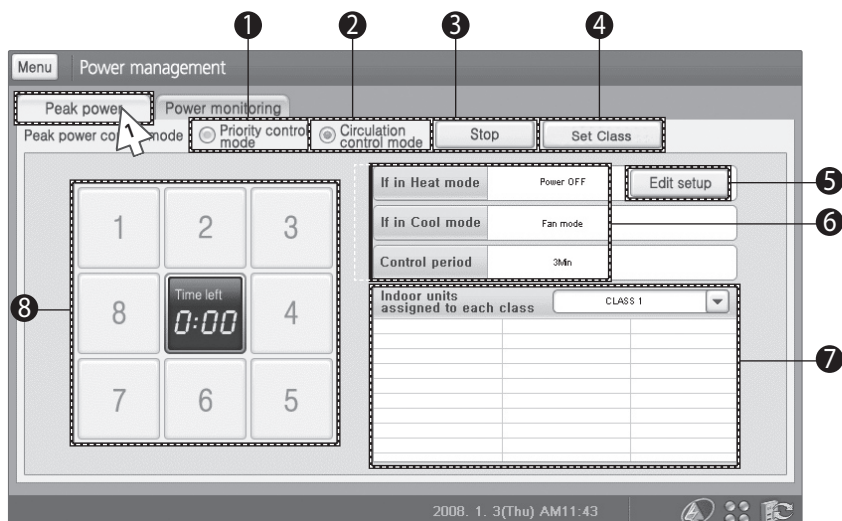 1 2 3 4
Menu Power management
Peak power Power monitoring
Peak power co mode Priority control mode Circulation control mode Stop Set Class
If in Heat mode Power OFF Edit setup 5
If in Cool mode Fan mode 6
Control period 3Min
1 2 3
8 8 Time left 0:00 4
7 6 5
Indoor units assigned to each class CLASS 1
7
2008. 1. 3(Thu) AM11:43